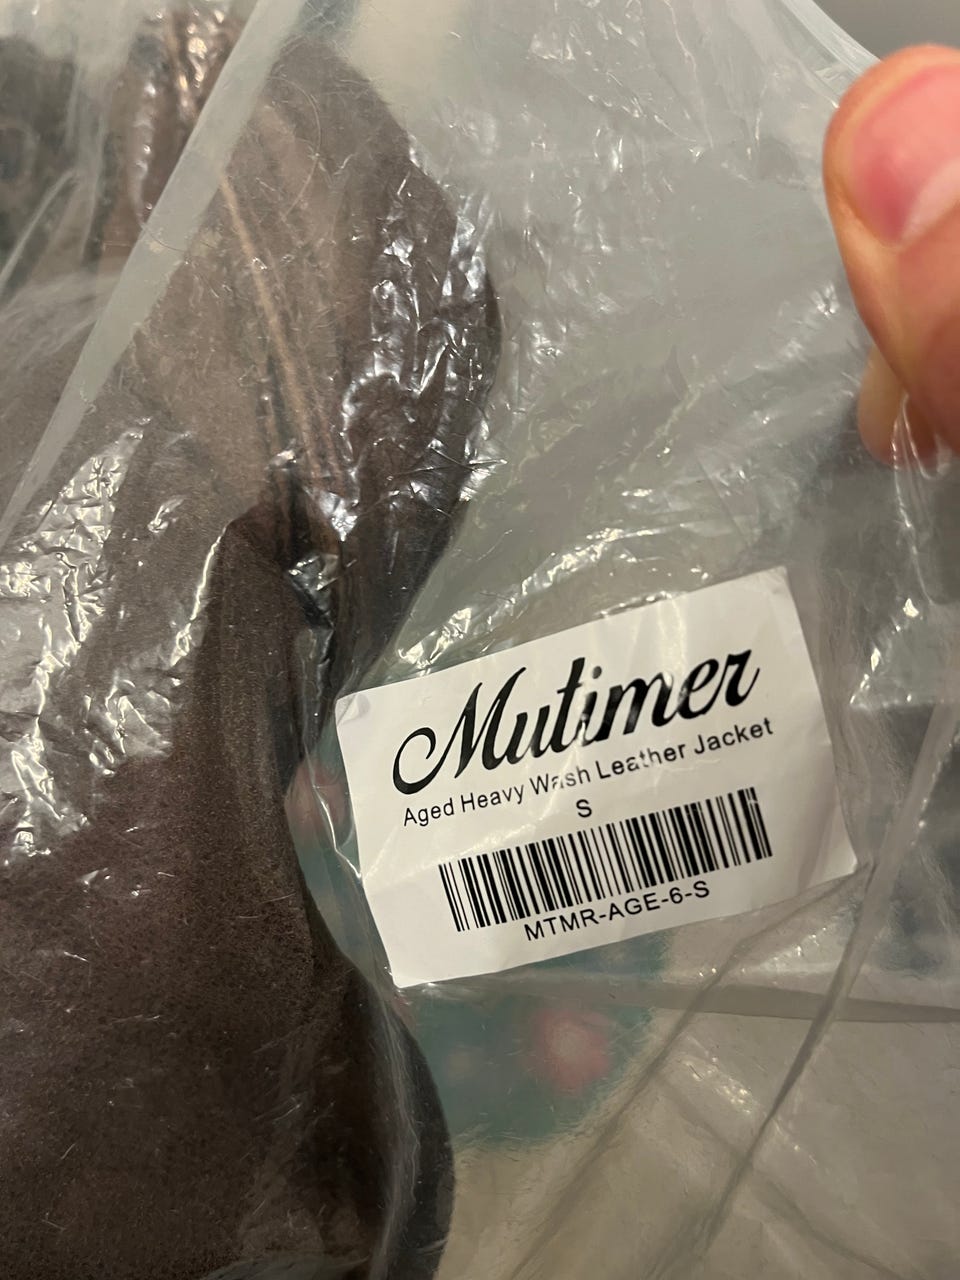 Mutimer
Aged Heavy Wash Leather Jacket
S
MTMR-AGE-6-S